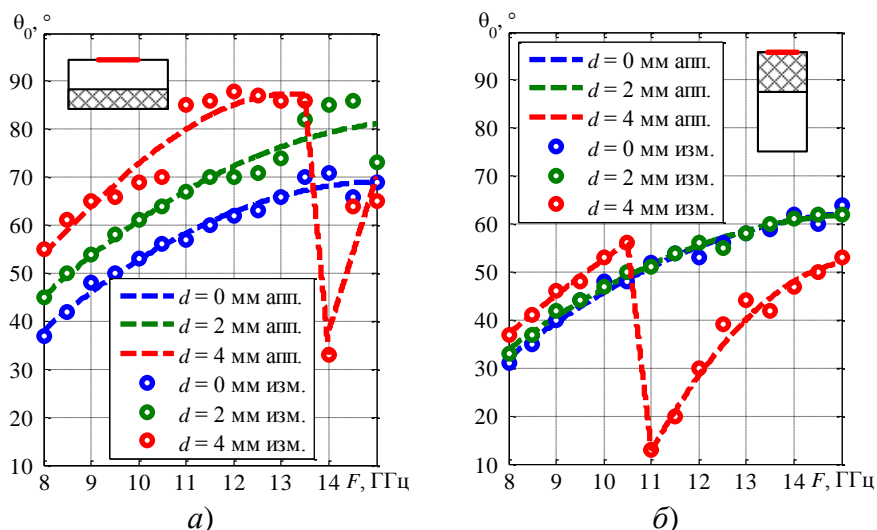 θ₀, °
90
80
70
60
50
40
30
20
10
8 9 10 11 12 13 14 F, ГГц
d = 0 мм апп.
d = 2 мм апп.
d = 4 мм апп.
d = 0 мм изм.
d = 2 мм изм.
d = 4 мм изм.
а)
θ₀, °
90
80
70
60
50
40
30
20
10
8 9 10 11 12 13 14 F, ГГц
d = 0 мм апп.
d = 2 мм апп.
d = 4 мм апп.
d = 0 мм изм.
d = 2 мм изм.
d = 4 мм изм.
б)